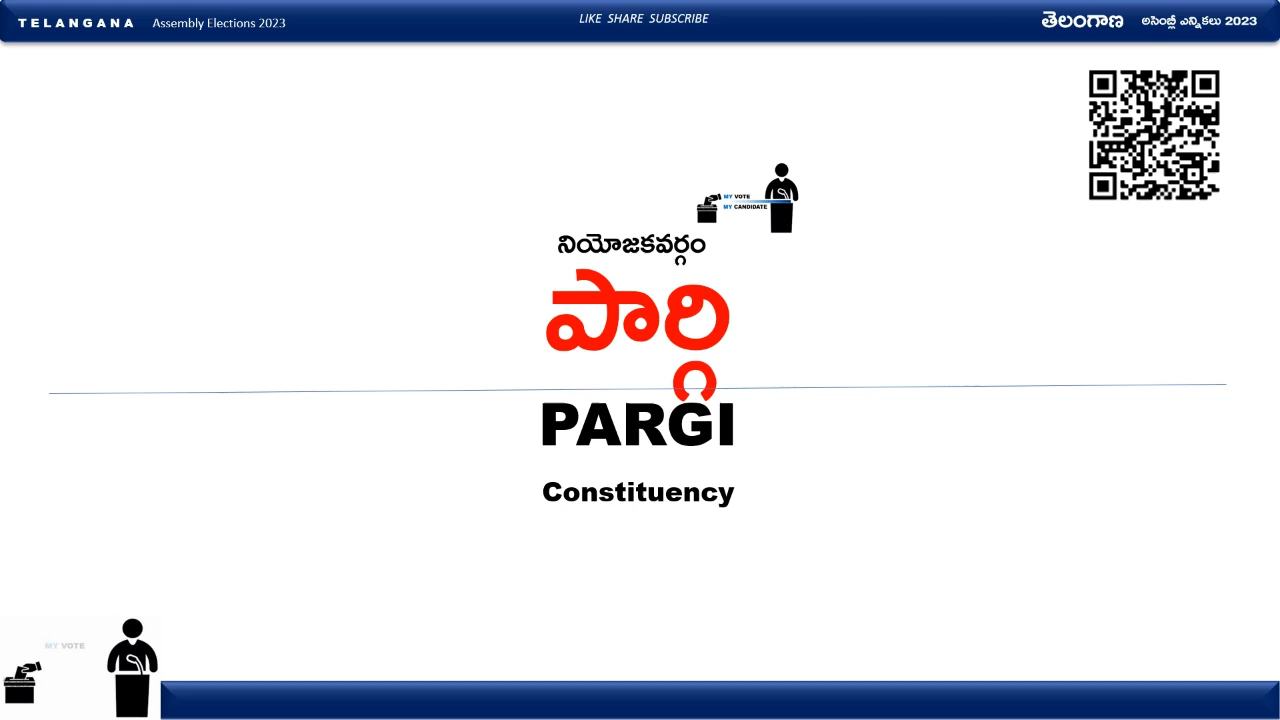 TELANGANA Assembly Elections 2023
LIKE SHARE SUBSCRIBE
తెలంగాణ అసెంబ్లీ ఎన్నికలు 2023
MY VOTE
MY CANDIDATE
నియోజకవర్గం
పార్గి
PARGI
Constituency
MY VOTE